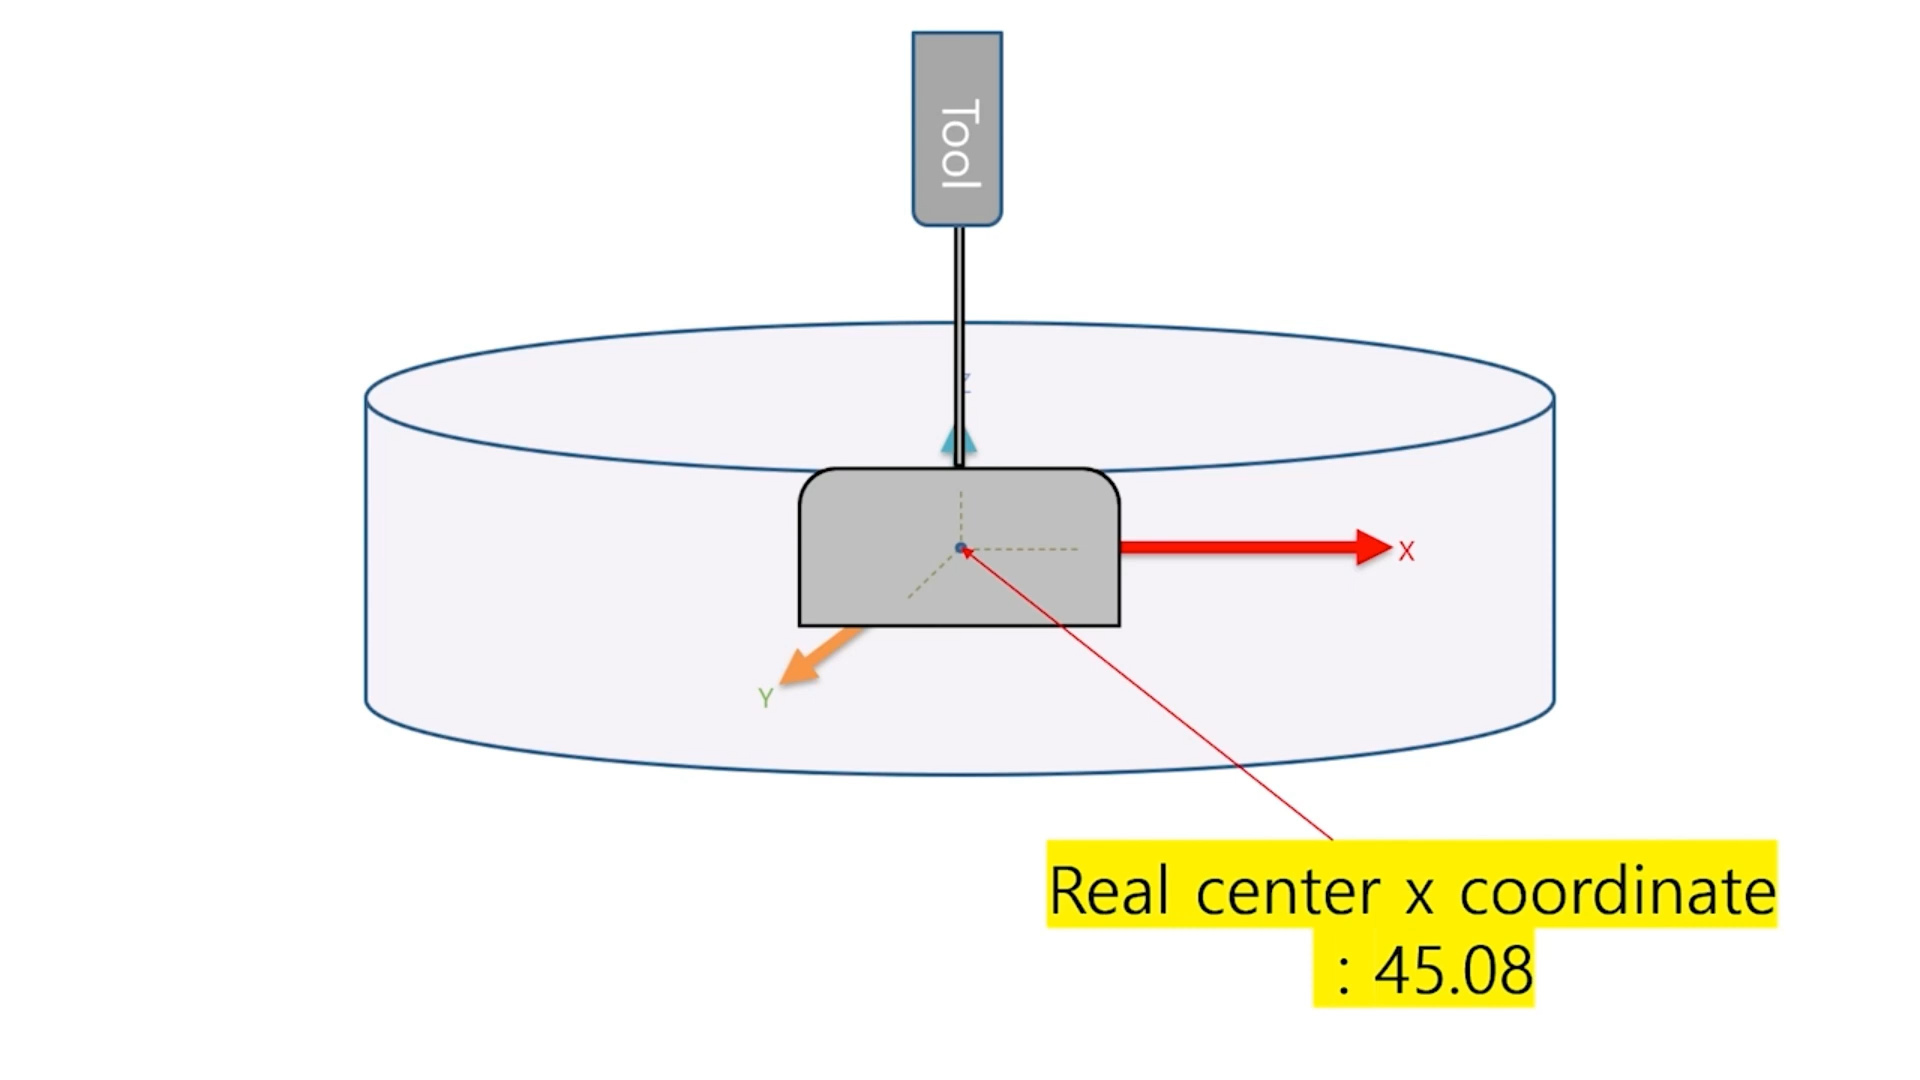 Tool
Z
X
Y
Real center x coordinate
: 45.08